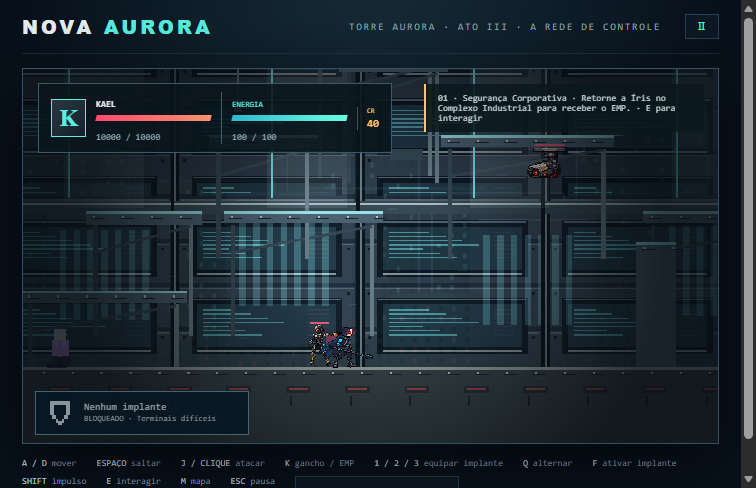 NOVA AURORA
TORRE AURORA · ATO III · A REDE DE CONTROLE
II
K
KAEL
10000 / 10000
ENERGIA
100 / 100
CR
40
01 · Segurança Corporativa · Retorne a Íris no
Complexo Industrial para receber o EMP. · E para
interagir
Nenhum implante
BLOQUEADO · Terminais difíceis
A / D mover ESPAÇO saltar J / CLIQUE atacar K gancho / EMP 1 / 2 / 3 equipar implante Q alternar F ativar implante
SHIFT impulso E interagir M mapa ESC pausa